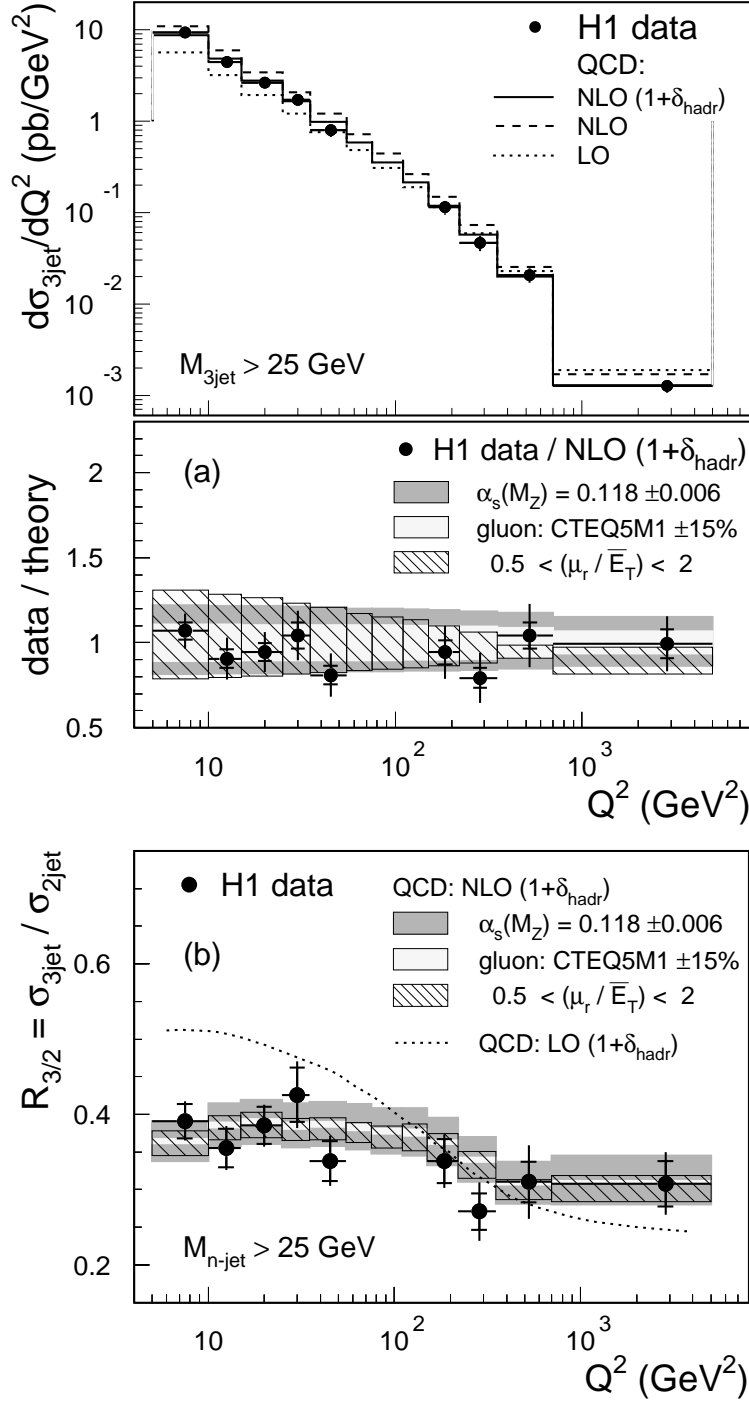 H1 data
QCD:
NLO (1+δhadr)
NLO
LO
10
1
10⁻¹
10⁻²
10⁻³
dσ3jet/dQ² (pb/GeV²)
M3jet > 25 GeV
(a)
H1 data / NLO (1+δhadr)
αs(MZ) = 0.118 ±0.006
gluon: CTEQ5M1 ±15%
0.5 < (μr / E̅T) < 2
2
1.5
1
0.5
data / theory
10
10²
10³
Q² (GeV²)
H1 data
QCD: NLO (1+δhadr)
αs(MZ) = 0.118 ±0.006
(b)
gluon: CTEQ5M1 ±15%
0.5 < (μr / E̅T) < 2
QCD: LO (1+δhadr)
0.6
0.4
0.2
R3/2 = σ3jet / σ2jet
Mn-jet > 25 GeV
10
10²
10³
Q² (GeV²)